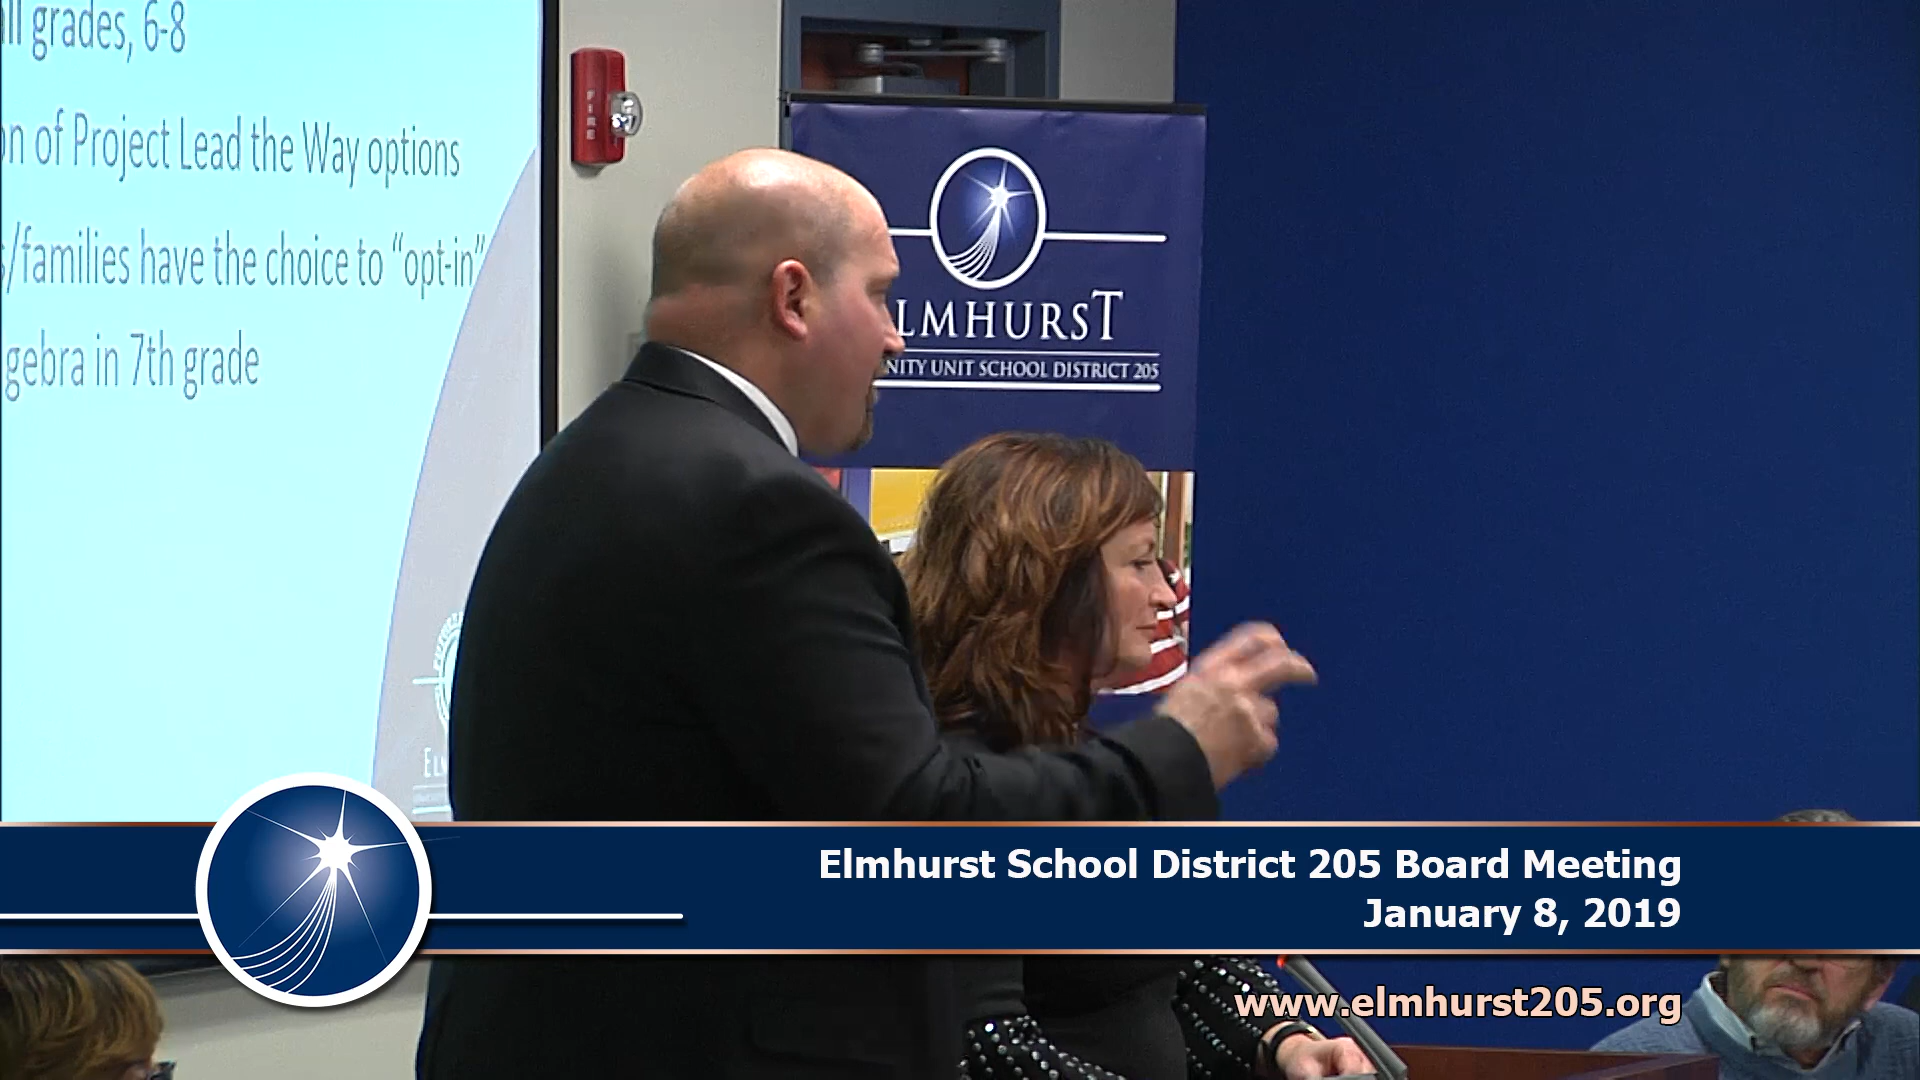 ll grades, 6-8
n of Project Lead the Way options
s/families have the choice to “opt-in”
gebra in 7th grade
FIRE
LMHURST
NITY UNIT SCHOOL DISTRICT 205
Elmhurst School District 205 Board Meeting
January 8, 2019
www.elmhurst205.org